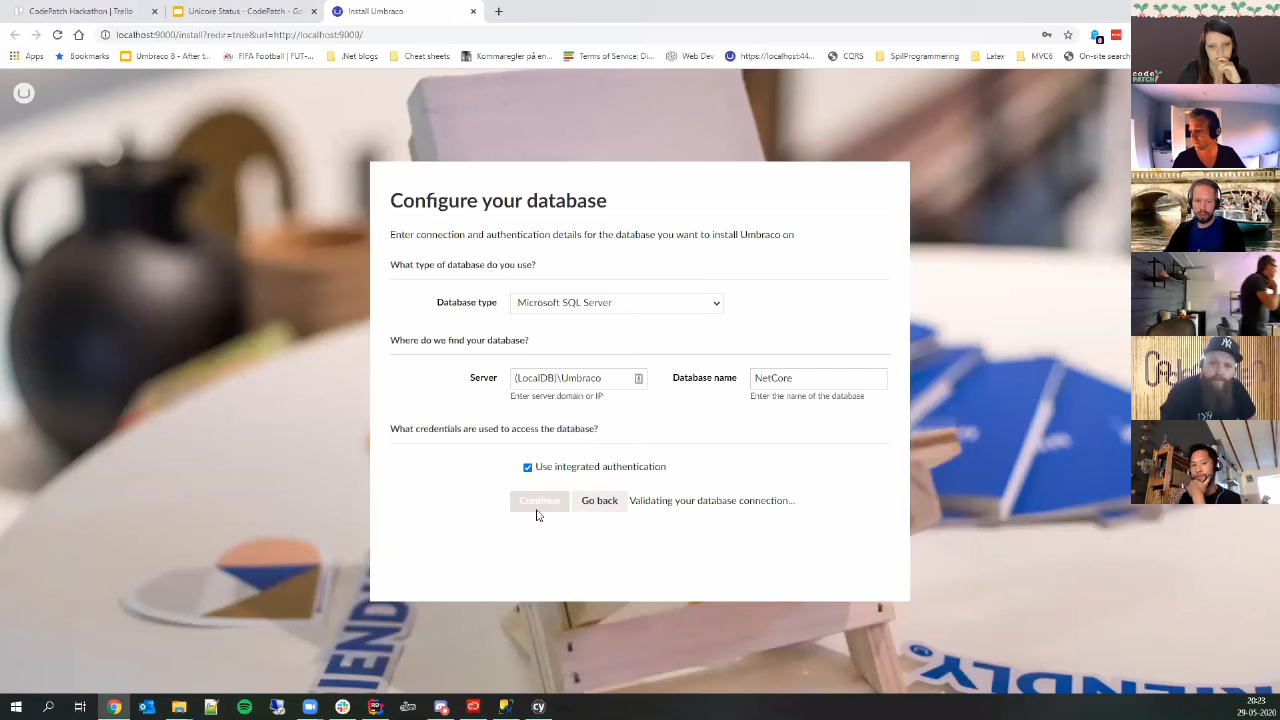 CodePatch Hackathon | Trello
Unicore Status - CodePatch - Go
Install Umbraco
localhost:9000/install?redir=true&url=http://localhost:9000/
Apps
Bookmarks
Umbraco 8 - After t...
FIFA Football | FUT-...
.Net blogs
Cheatsheets
Kommaregler på en...
Terms of Service; Di...
Web Dev
https://localhost:44...
CQRS
SpilProgramering
Latex
MVC6
On-site search
code
PATCH
Configure your database
Enter connection and authentication details for the database you want to install Umbraco on
What type of database do you use?
Database type
Microsoft SQL Server
Where do we find your database?
Server
(LocalDB)\Umbraco
Database name
NetCore
Enter server domain or IP
Enter the name of the database
What credentials are used to access the database?
Use integrated authentication
Continue
Go back
Validating your database connection...
IENDLY
KIENDLY
20:23
29-05-2020